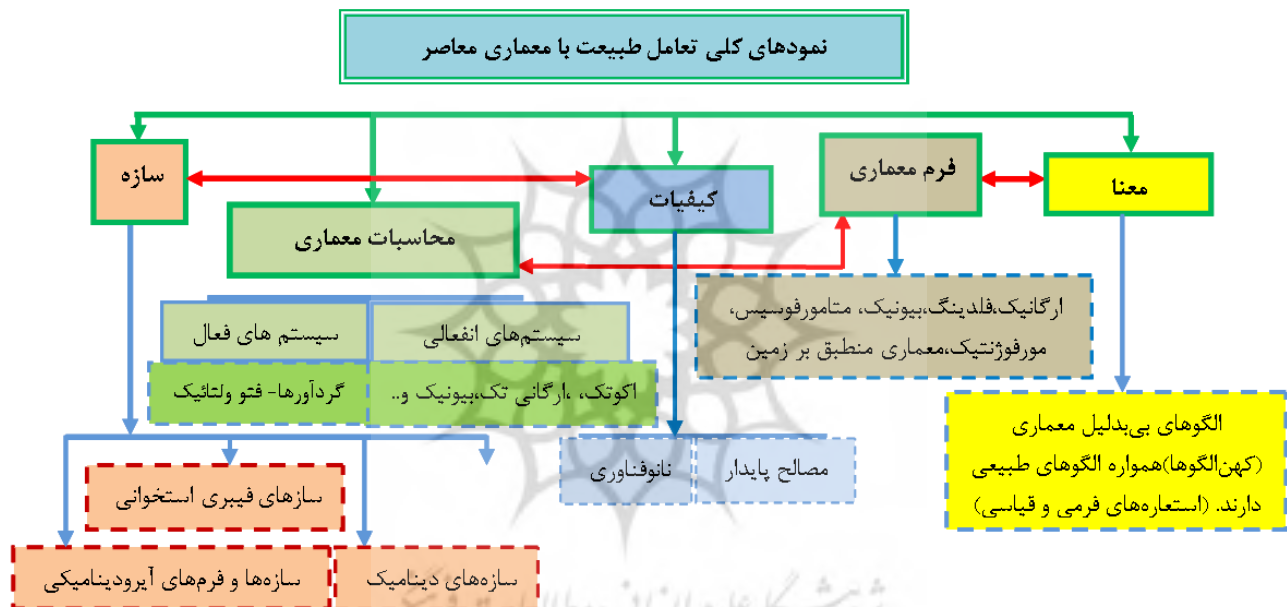 نمودهای کلی تعامل طبیعت با معماری معاصر
معنا
فرم معماری
کیفیات
محاسبات معماری
سازه
ارگانیک،فلدینگ،بیونیک، متامورفوسیس،
مورفوژنتیک،معماری منطبق بر زمین
سیستم‌های انفعالی
سیستم های فعال
اکوتک، ،ارگانی تک،بیونیک و..
گردآورها- فتو ولتائیک
الگوهای بی‌بدلیل معماری
(کهن‌الگوها)همواره الگوهای طبیعی
دارند. (استعاره‌های فرمی و قیاسی)
مصالح پایدار
نانوفناوری
سازهای فیبری استخوانی
سازه‌های دینامیک
سازه‌ها و فرم‌های آیرودینامیکی